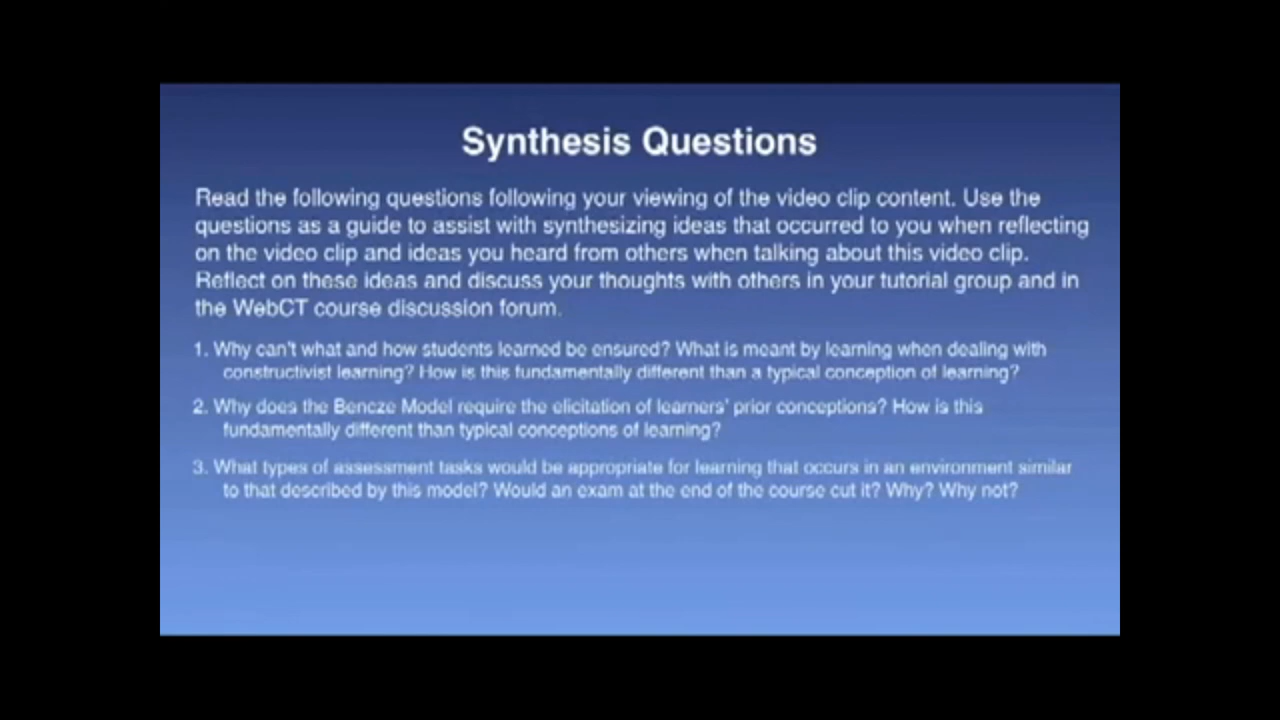 Synthesis Questions
Read the following questions following your viewing of the video clip content. Use the
questions as a guide to assist with synthesizing ideas that occurred to you when reflecting
on the video clip and ideas you heard from others when talking about this video clip.
Reflect on these ideas and discuss your thoughts with others in your tutorial group and in
the WebCT course discussion forum.
1. Why can't what and how students learned be ensured? What is meant by learning when dealing with
constructivist learning? How is this fundamentally different than a typical conception of learning?
2. Why does the Bencze Model require the elicitation of learners' prior conceptions? How is this
fundamentally different than typical conceptions of learning?
3. What types of assessment tasks would be appropriate for learning that occurs in an environment similar
to that described by this model? Would an exam at the end of the course cut it? Why? Why not?